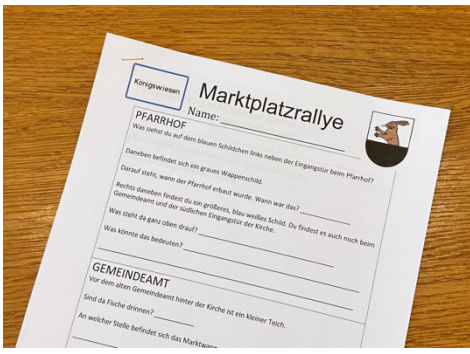 Königswiesen
Marktplatzrallye
Name:
PFARRHOF
Was siehst du auf dem blauen Schildchen links neben der Eingangstür beim Pfarrhof?
Daneben befindet sich ein graues Wappenschild.
Darauf steht, wann der Pfarrhof erbaut wurde. Wann war das?
Rechts daneben findest du ein größeres, blau weißes Schild. Du findest es auch noch beim
Gemeindeamt und der südlichen Eingangstür der Kirche.
Was steht da ganz oben drauf?
Was könnte das bedeuten?
GEMEINDEAMT
Vor dem alten Gemeindeamt hinter der Kirche ist ein kleiner Teich.
Sind da Fische drinnen?
An welcher Stelle befindet sich das